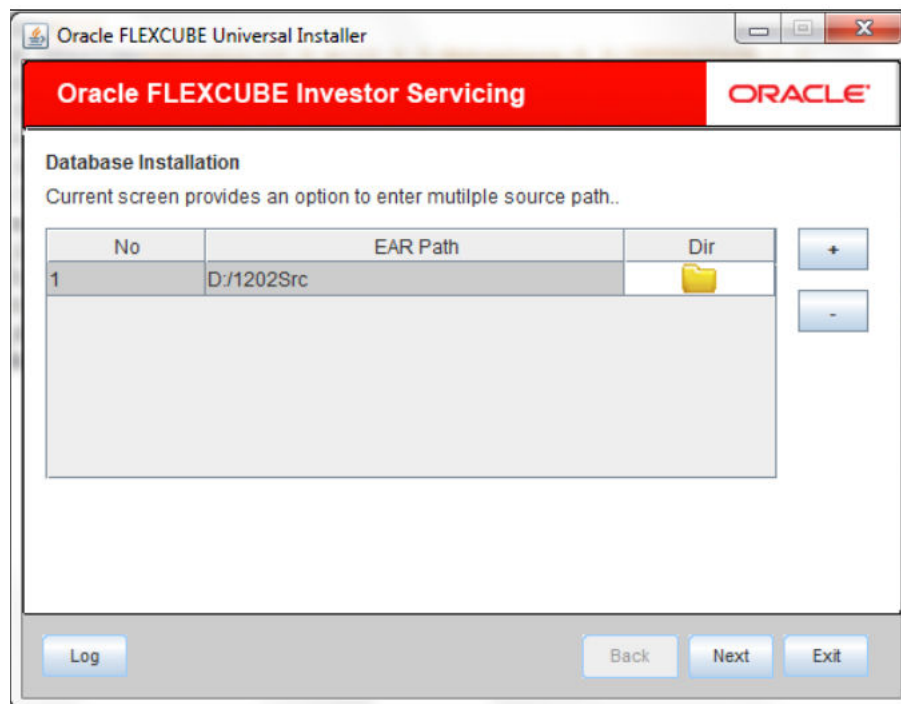 Oracle FLEXCUBE Universal Installer
Oracle FLEXCUBE Investor Servicing
ORACLE
Database Installation
Current screen provides an option to enter mutilple source path..
No EAR Path Dir
1 D:/1202Src
+
-
Log Back Next Exit